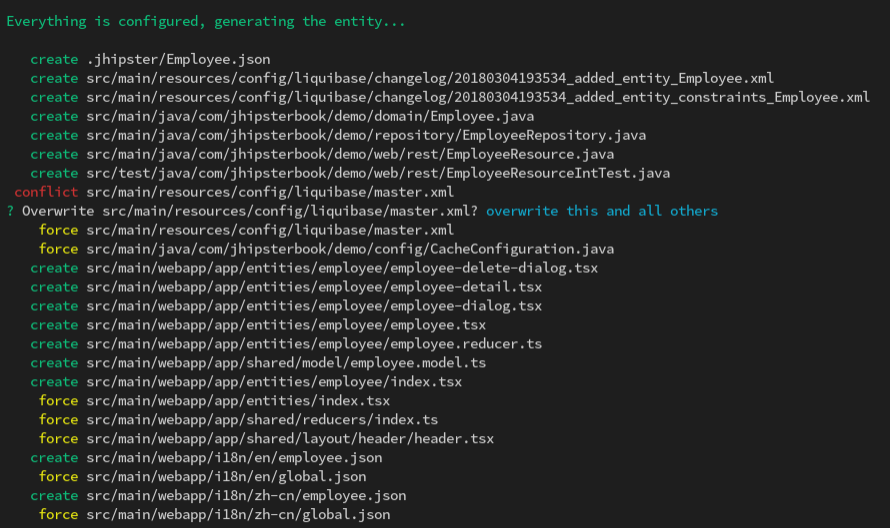 Everything is configured, generating the entity...
create .jhipster/Employee.json
create src/main/resources/config/liquibase/changelog/20180304193534_added_entity_Employee.xml
create src/main/resources/config/liquibase/changelog/20180304193534_added_entity_constraints_Employee.xml
create src/main/java/com/jhipsterbook/demo/domain/Employee.java
create src/main/java/com/jhipsterbook/demo/repository/EmployeeRepository.java
create src/main/java/com/jhipsterbook/demo/web/rest/EmployeeResource.java
create src/test/java/com/jhipsterbook/demo/web/rest/EmployeeResourceIntTest.java
conflict src/main/resources/config/liquibase/master.xml
? Overwrite src/main/resources/config/liquibase/master.xml? overwrite this and all others
force src/main/resources/config/liquibase/master.xml
force src/main/java/com/jhipsterbook/demo/config/CacheConfiguration.java
create src/main/webapp/app/entities/employee/employee-delete-dialog.tsx
create src/main/webapp/app/entities/employee/employee-detail.tsx
create src/main/webapp/app/entities/employee/employee-dialog.tsx
create src/main/webapp/app/entities/employee/employee.tsx
create src/main/webapp/app/entities/employee/employee.reducer.ts
create src/main/webapp/app/shared/model/employee.model.ts
create src/main/webapp/app/entities/employee/index.tsx
force src/main/webapp/app/entities/index.tsx
force src/main/webapp/app/shared/reducers/index.ts
force src/main/webapp/app/shared/layout/header/header.tsx
create src/main/webapp/i18n/en/employee.json
force src/main/webapp/i18n/en/global.json
create src/main/webapp/i18n/zh-cn/employee.json
force src/main/webapp/i18n/zh-cn/global.json